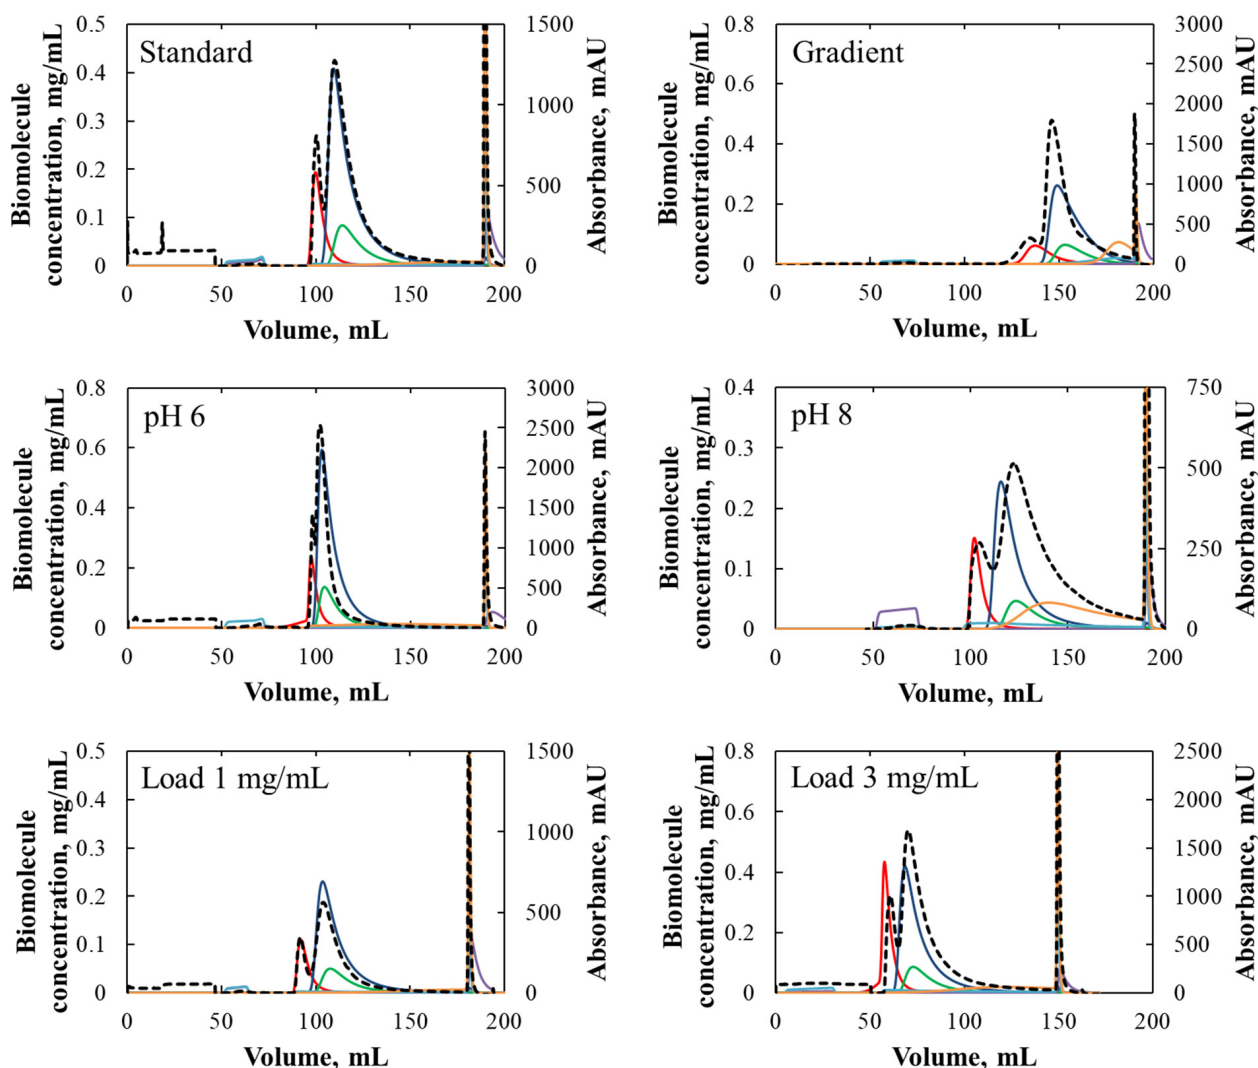 Standard
Biomolecule
concentration, mg/mL
0.5
0.4
0.3
0.2
0.1
0
1500
1000
500
0
Absorbance, mAU
0 50 100 150 200
Volume, mL
Gradient
Biomolecule
concentration, mg/mL
0.8
0.6
0.4
0.2
0
3000
2500
2000
1500
1000
500
0
Absorbance, mAU
0 50 100 150 200
Volume, mL
pH 6
Biomolecule
concentration, mg/mL
0.8
0.6
0.4
0.2
0
3000
2500
2000
1500
1000
500
0
Absorbance, mAU
0 50 100 150 200
Volume, mL
pH 8
Biomolecule
concentration, mg/mL
0.4
0.3
0.2
0.1
0
750
500
250
0
Absorbance, mAU
0 50 100 150 200
Volume, mL
Load 1 mg/mL
Biomolecule
concentration, mg/mL
0.5
0.4
0.3
0.2
0.1
0
1500
1000
500
0
Absorbance, mAU
0 50 100 150 200
Volume, mL
Load 3 mg/mL
Biomolecule
concentration, mg/mL
0.8
0.6
0.4
0.2
0
2500
2000
1500
1000
500
0
Absorbance, mAU
0 50 100 150 200
Volume, mL